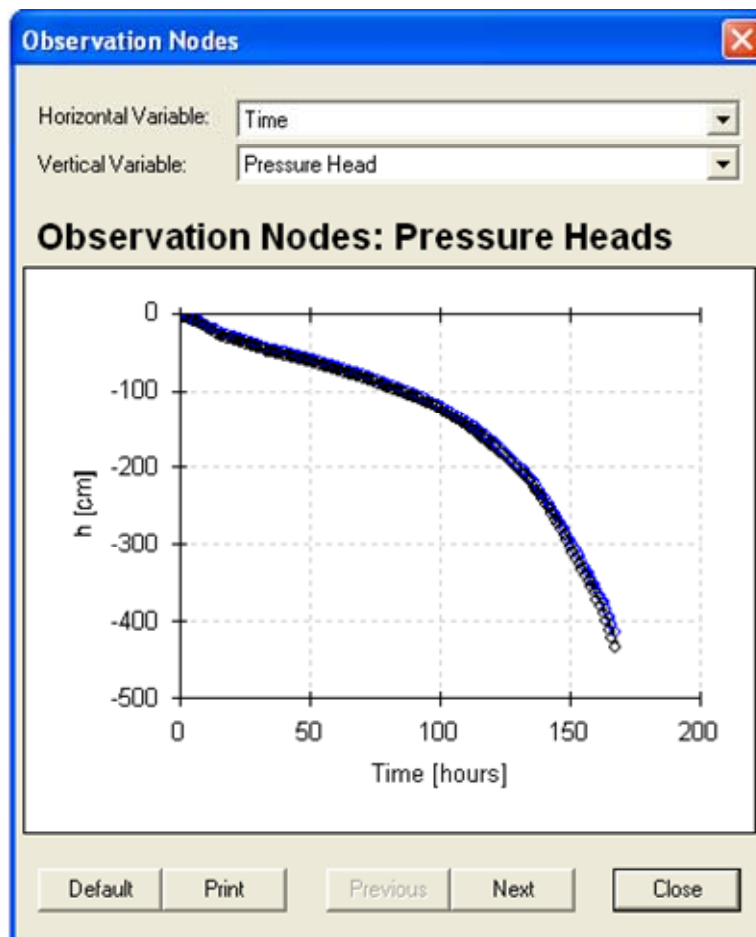 Observation Nodes
Horizontal Variable: Time
Vertical Variable: Pressure Head
Observation Nodes: Pressure Heads
0
-100
-200
-300
-400
-500
h [cm]
0 50 100 150 200
Time [hours]
Default Print Previous Next Close